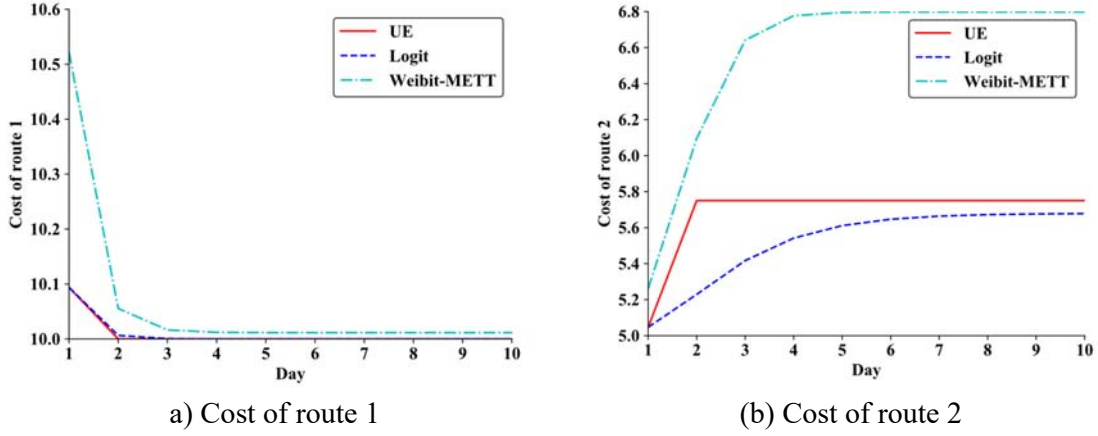 10.6
10.5
10.4
10.3
10.2
10.1
10.0
Cost of route 1
1 2 3 4 5 6 7 8 9 10
Day
UE
Logit
Weibit-METT
a) Cost of route 1
6.8
6.6
6.4
6.2
6.0
5.8
5.6
5.4
5.2
5.0
Cost of route 2
1 2 3 4 5 6 7 8 9 10
Day
UE
Logit
Weibit-METT
(b) Cost of route 2